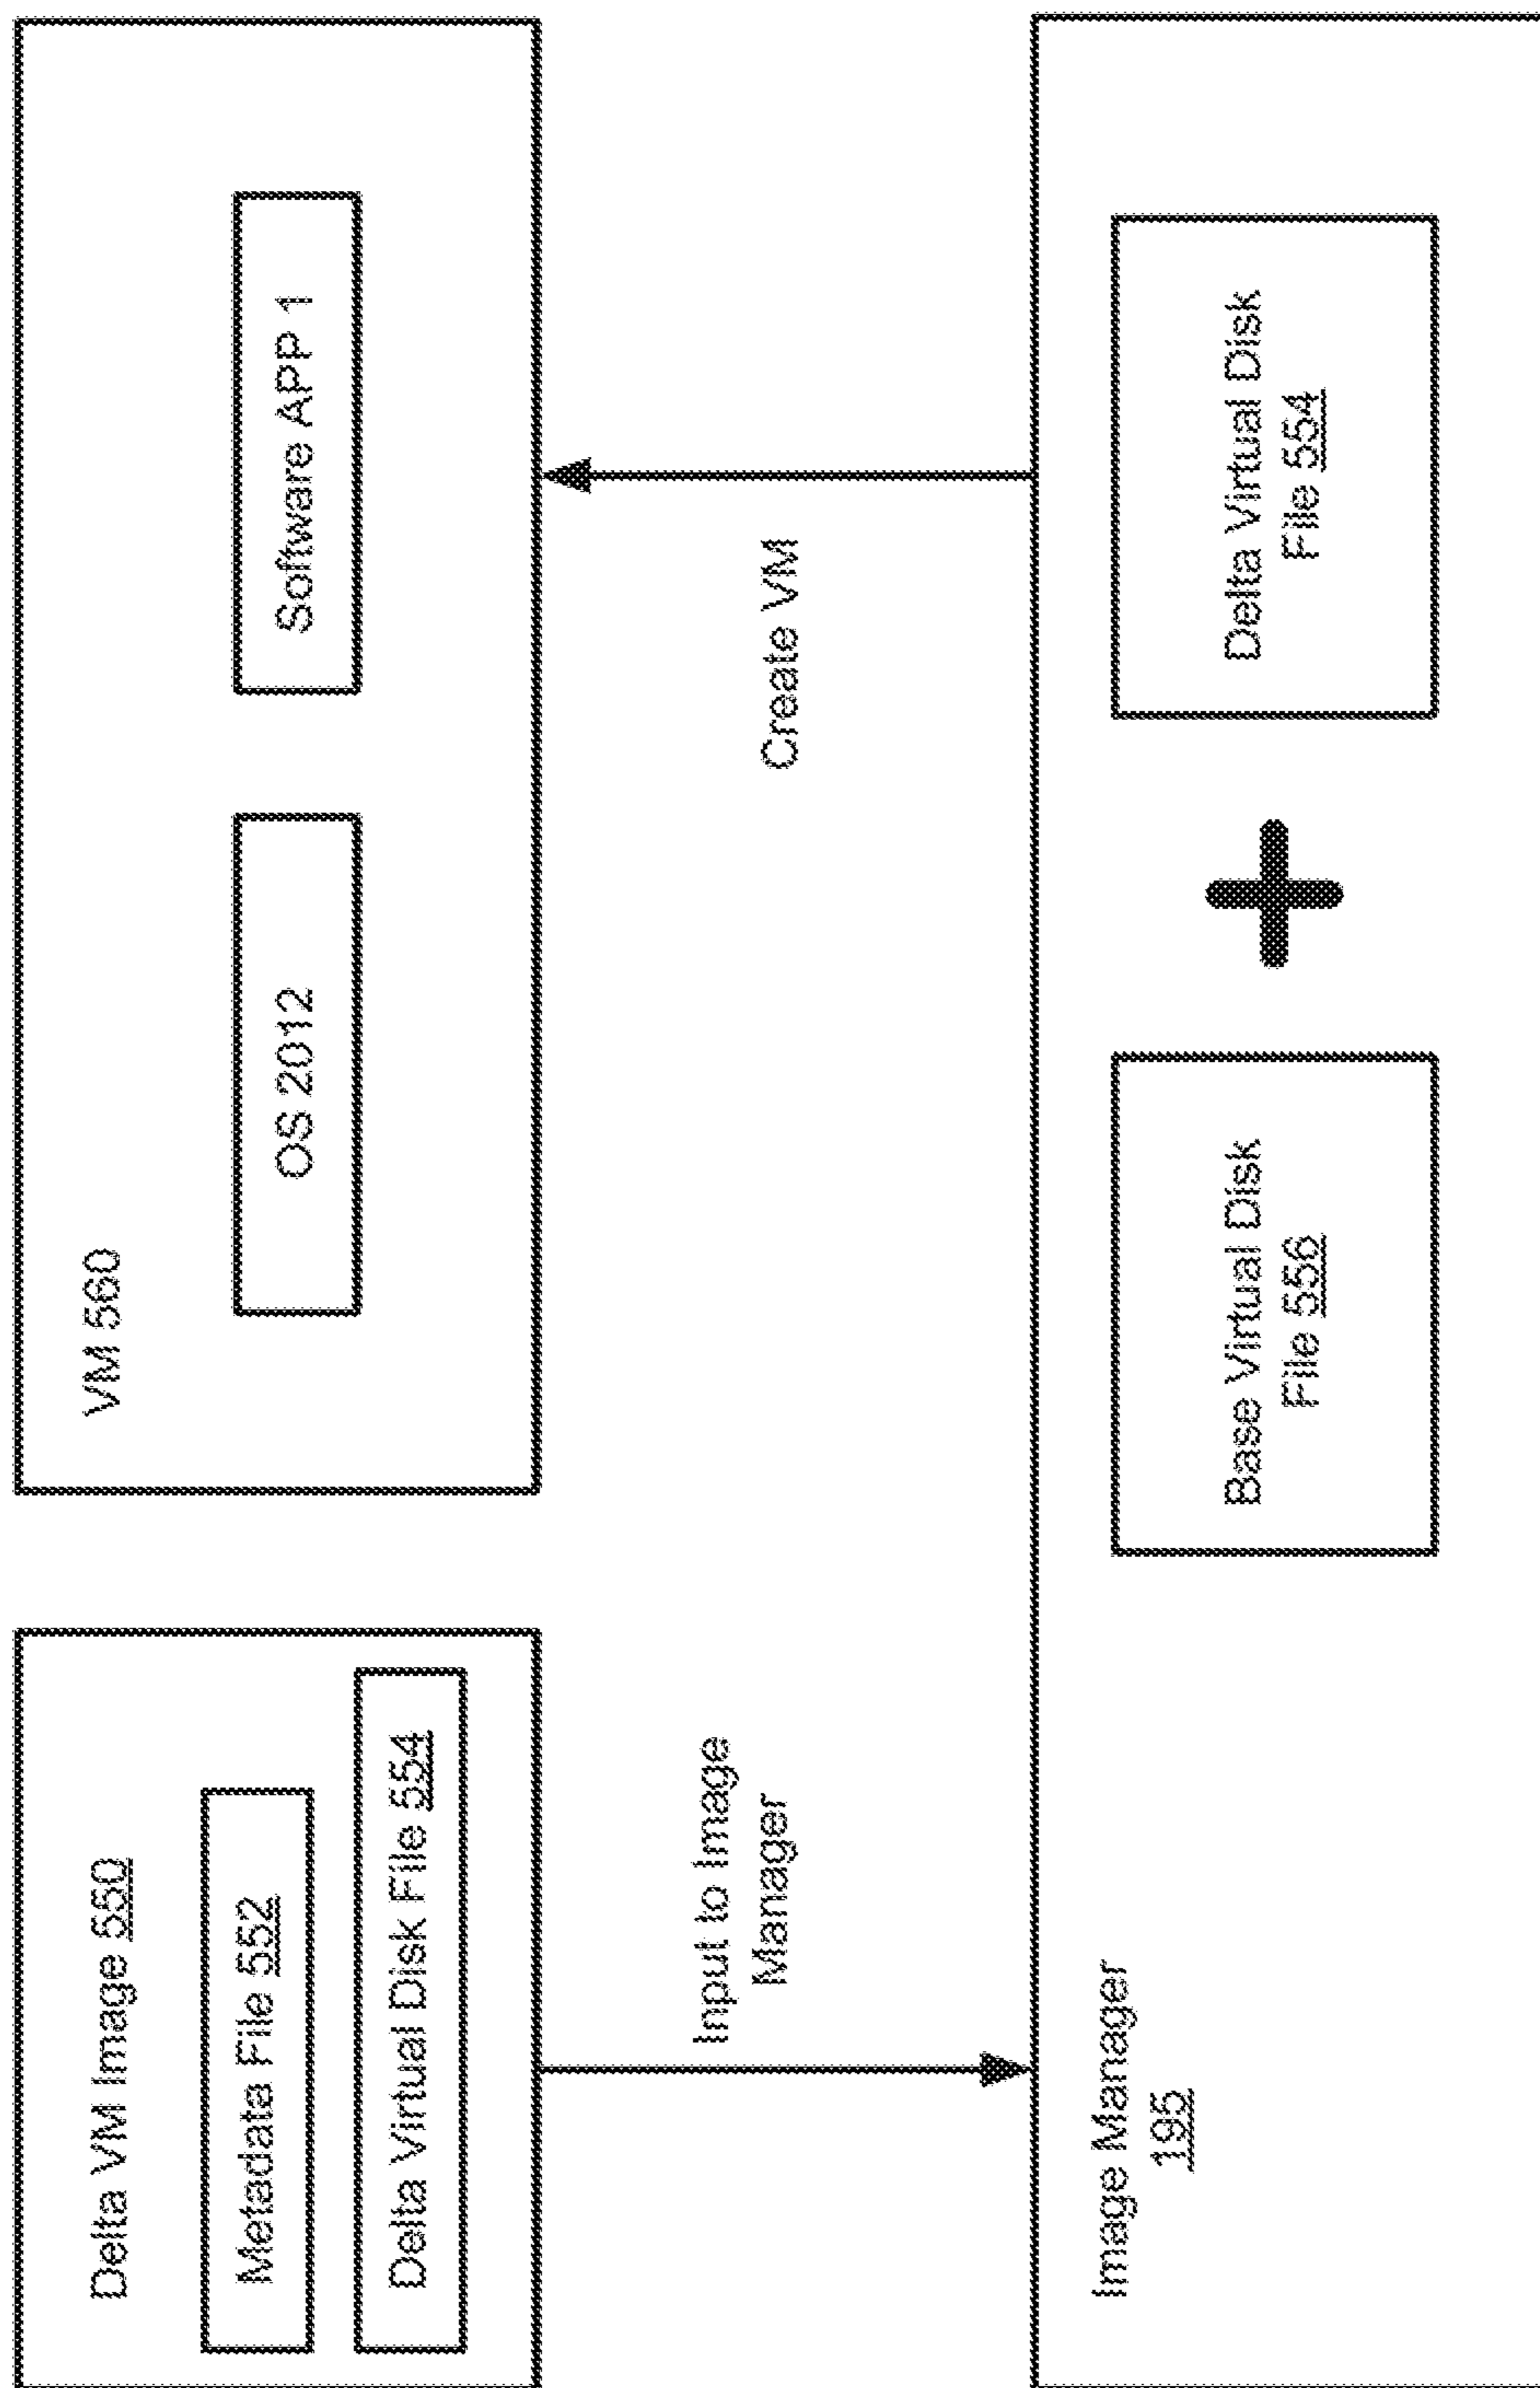 Delta VM Image 550
Metadata File 552
Delta Virtual Disk File 554
VM 560
OS 2012
Software APP 1
Input to Image
Manager
Create VM
Image Manager
195
Base Virtual Disk
File 556
Delta Virtual Disk
File 554